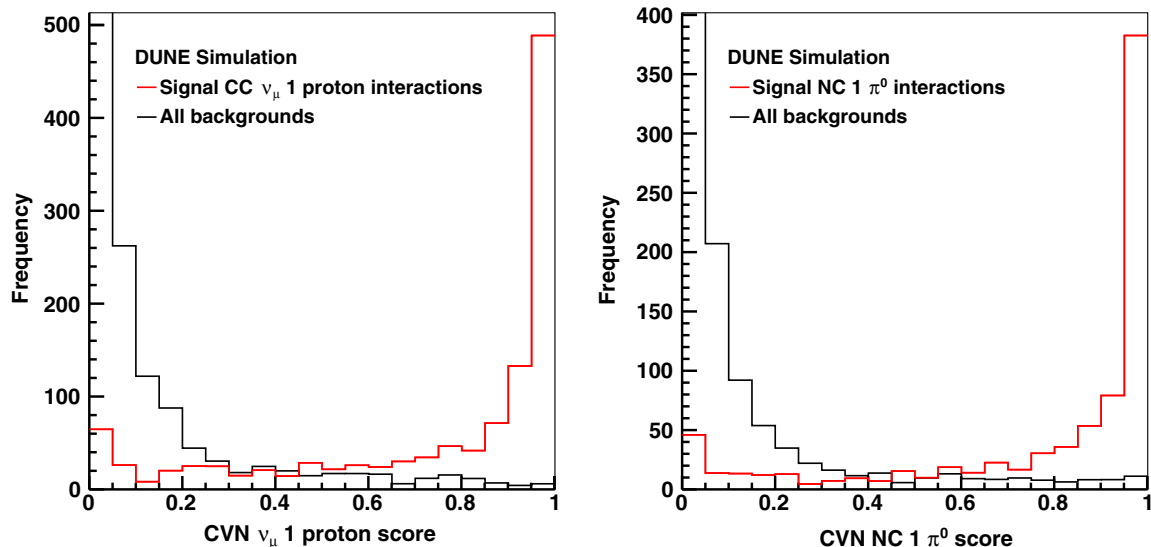 500
400
300
200
100
0
Frequency
DUNE Simulation
Signal CC νμ 1 proton interactions
All backgrounds
0 0.2 0.4 0.6 0.8 1
CVN νμ 1 proton score
400
350
300
250
200
150
100
50
0
Frequency
DUNE Simulation
Signal NC 1 π⁰ interactions
All backgrounds
0 0.2 0.4 0.6 0.8 1
CVN NC 1 π⁰ score